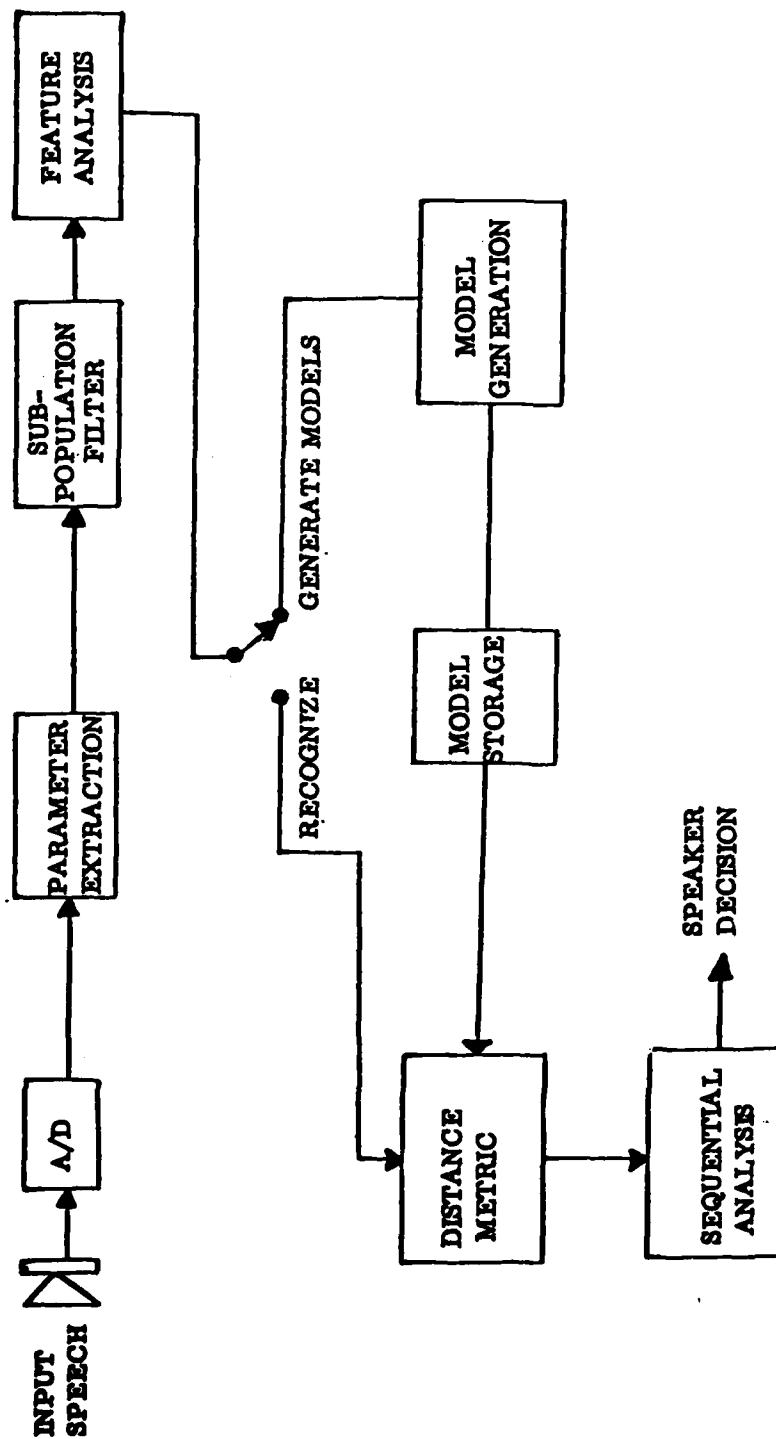 INPUT
SPEECH
A/D
PARAMETER
EXTRACTION
SUB-
POPULATION
FILTER
FEATURE
ANALYSIS
RECOGNIZE
GENERATE MODELS
MODEL
GENERATION
MODEL
STORAGE
DISTANCE
METRIC
SEQUENTIAL
ANALYSIS
SPEAKER
DECISION